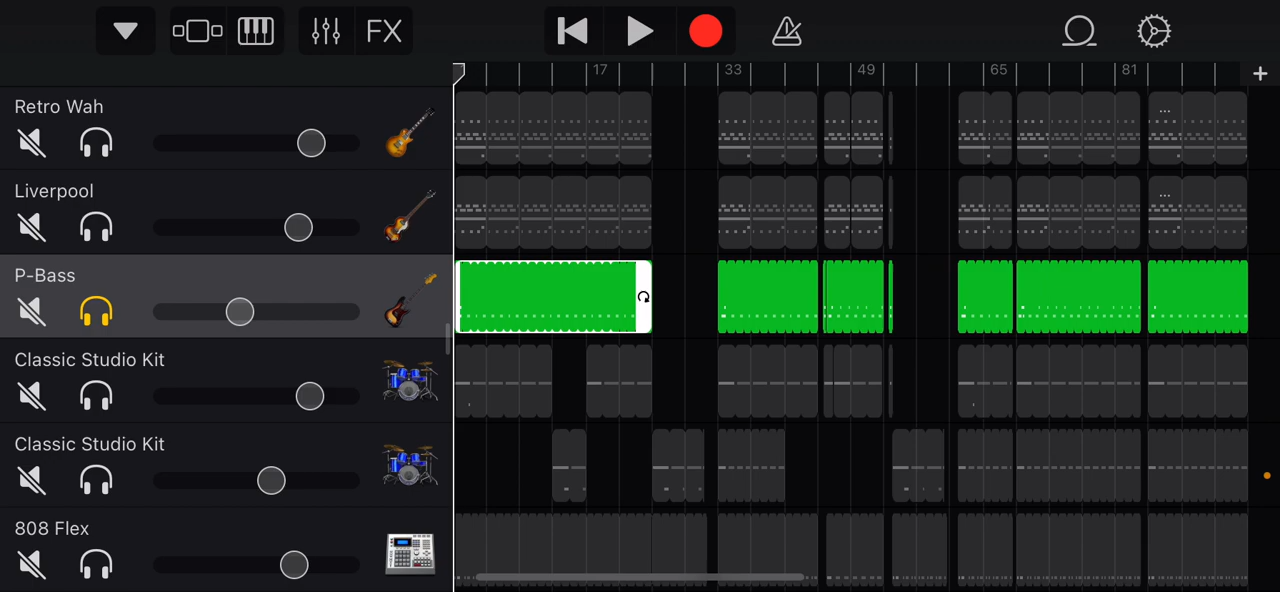 FX
17 33 49 65 81 +
Retro Wah
Liverpool
P-Bass
Classic Studio Kit
Classic Studio Kit
808 Flex